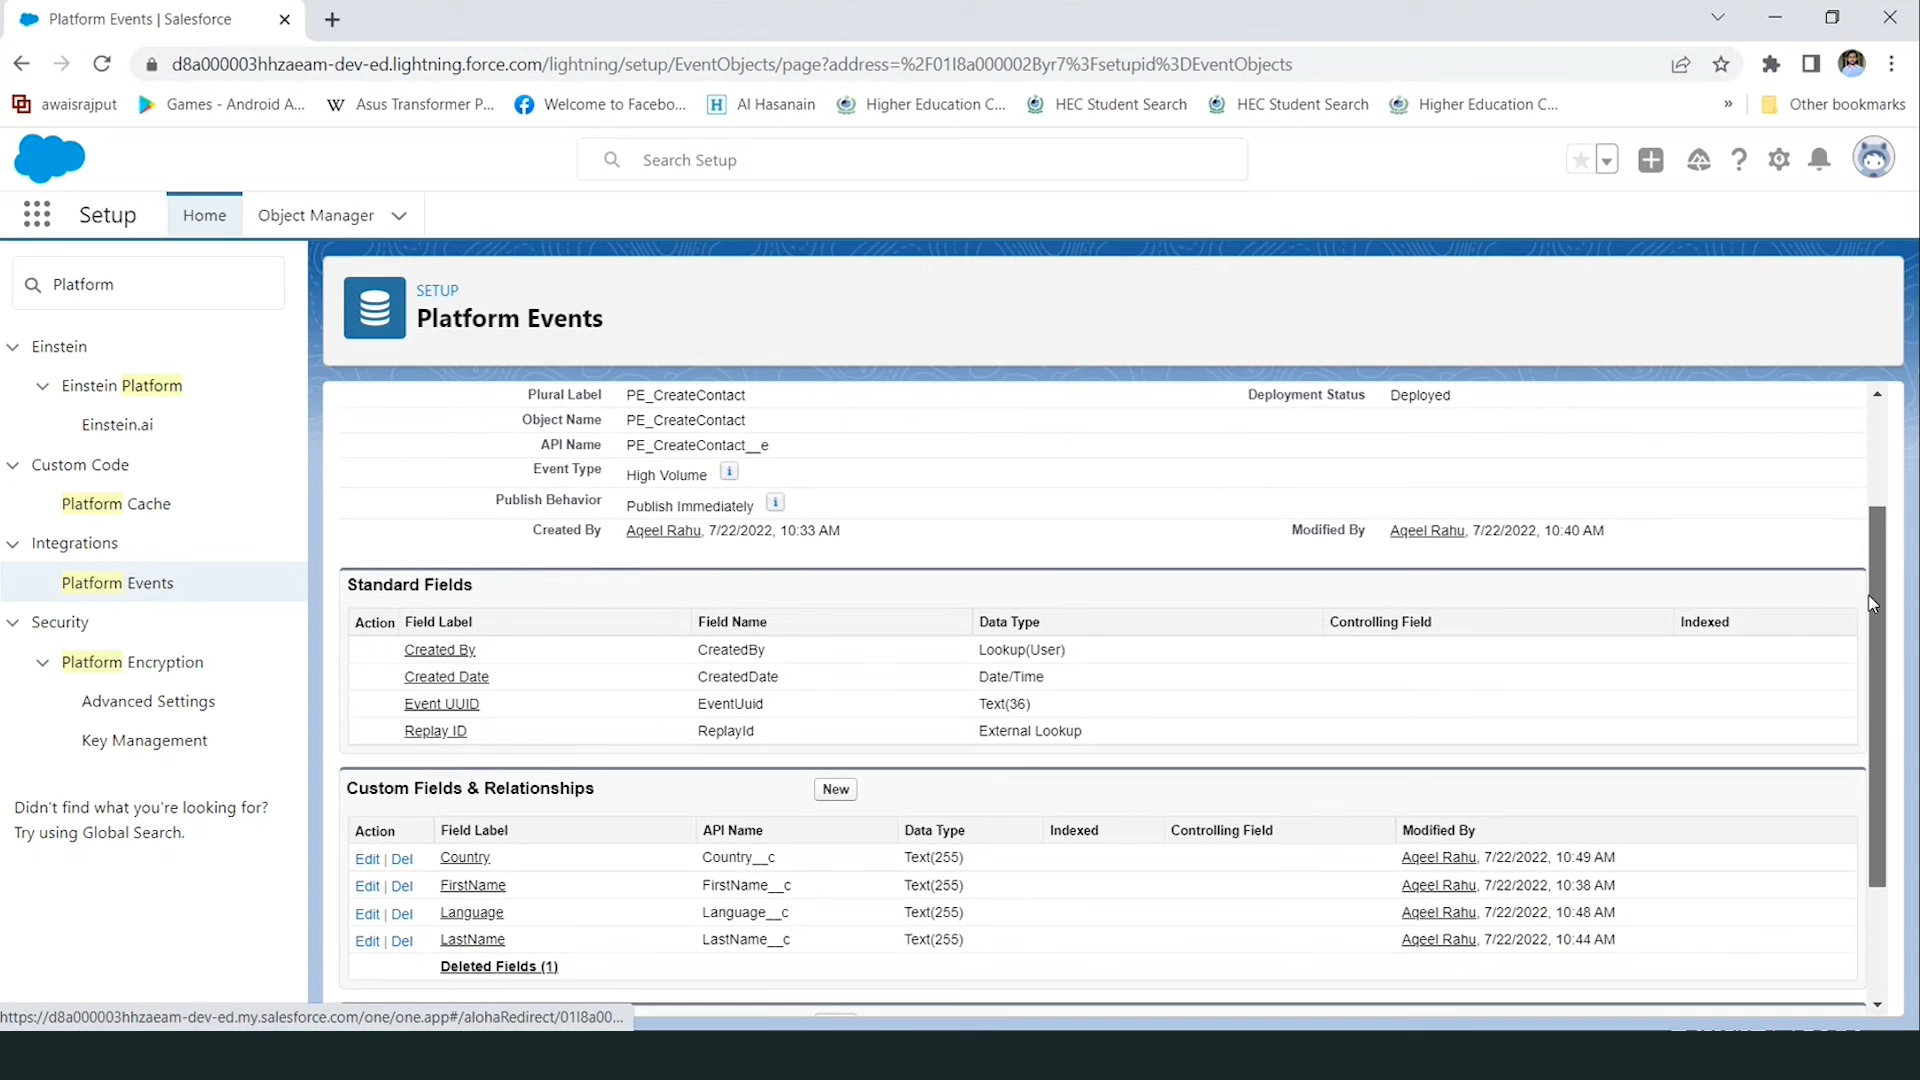 Platform Events | Salesforce
d8a000003hhzaeam-dev-ed.lightning.force.com/lightning/setup/EventObjects/page?address=%2F01I8a000002Byr7%3Fsetupid%3DEventObjects
awaisrajput Games - Android A... Asus Transformer P... Welcome to Facebo... Al Hasanain Higher Education C... HEC Student Search HEC Student Search Higher Education C... » Other bookmarks
Search Setup
Setup Home Object Manager
Platform
Einstein
Einstein Platform
Einstein.ai
Custom Code
Platform Cache
Integrations
Platform Events
Security
Platform Encryption
Advanced Settings
Key Management
Didn't find what you're looking for?
Try using Global Search.
SETUP
Platform Events
Plural Label PE_CreateContact Deployment Status Deployed
Object Name PE_CreateContact
API Name PE_CreateContact__e
Event Type High Volume i
Publish Behavior Publish Immediately i
Created By Aqeel Rahu, 7/22/2022, 10:33 AM Modified By Aqeel Rahu, 7/22/2022, 10:40 AM
Standard Fields
Action Field Label Field Name Data Type Controlling Field Indexed
Created By CreatedBy Lookup(User)
Created Date CreatedDate Date/Time
Event UUID EventUuid Text(36)
Replay ID ReplayId External Lookup
Custom Fields & Relationships New
Action Field Label API Name Data Type Indexed Controlling Field Modified By
Edit | Del Country Country__c Text(255) Aqeel Rahu, 7/22/2022, 10:49 AM
Edit | Del FirstName FirstName__c Text(255) Aqeel Rahu, 7/22/2022, 10:38 AM
Edit | Del Language Language__c Text(255) Aqeel Rahu, 7/22/2022, 10:48 AM
Edit | Del LastName LastName__c Text(255) Aqeel Rahu, 7/22/2022, 10:44 AM
Deleted Fields (1)
https://d8a000003hhzaeam-dev-ed.my.salesforce.com/one/one.app#/alohaRedirect/01I8a00...